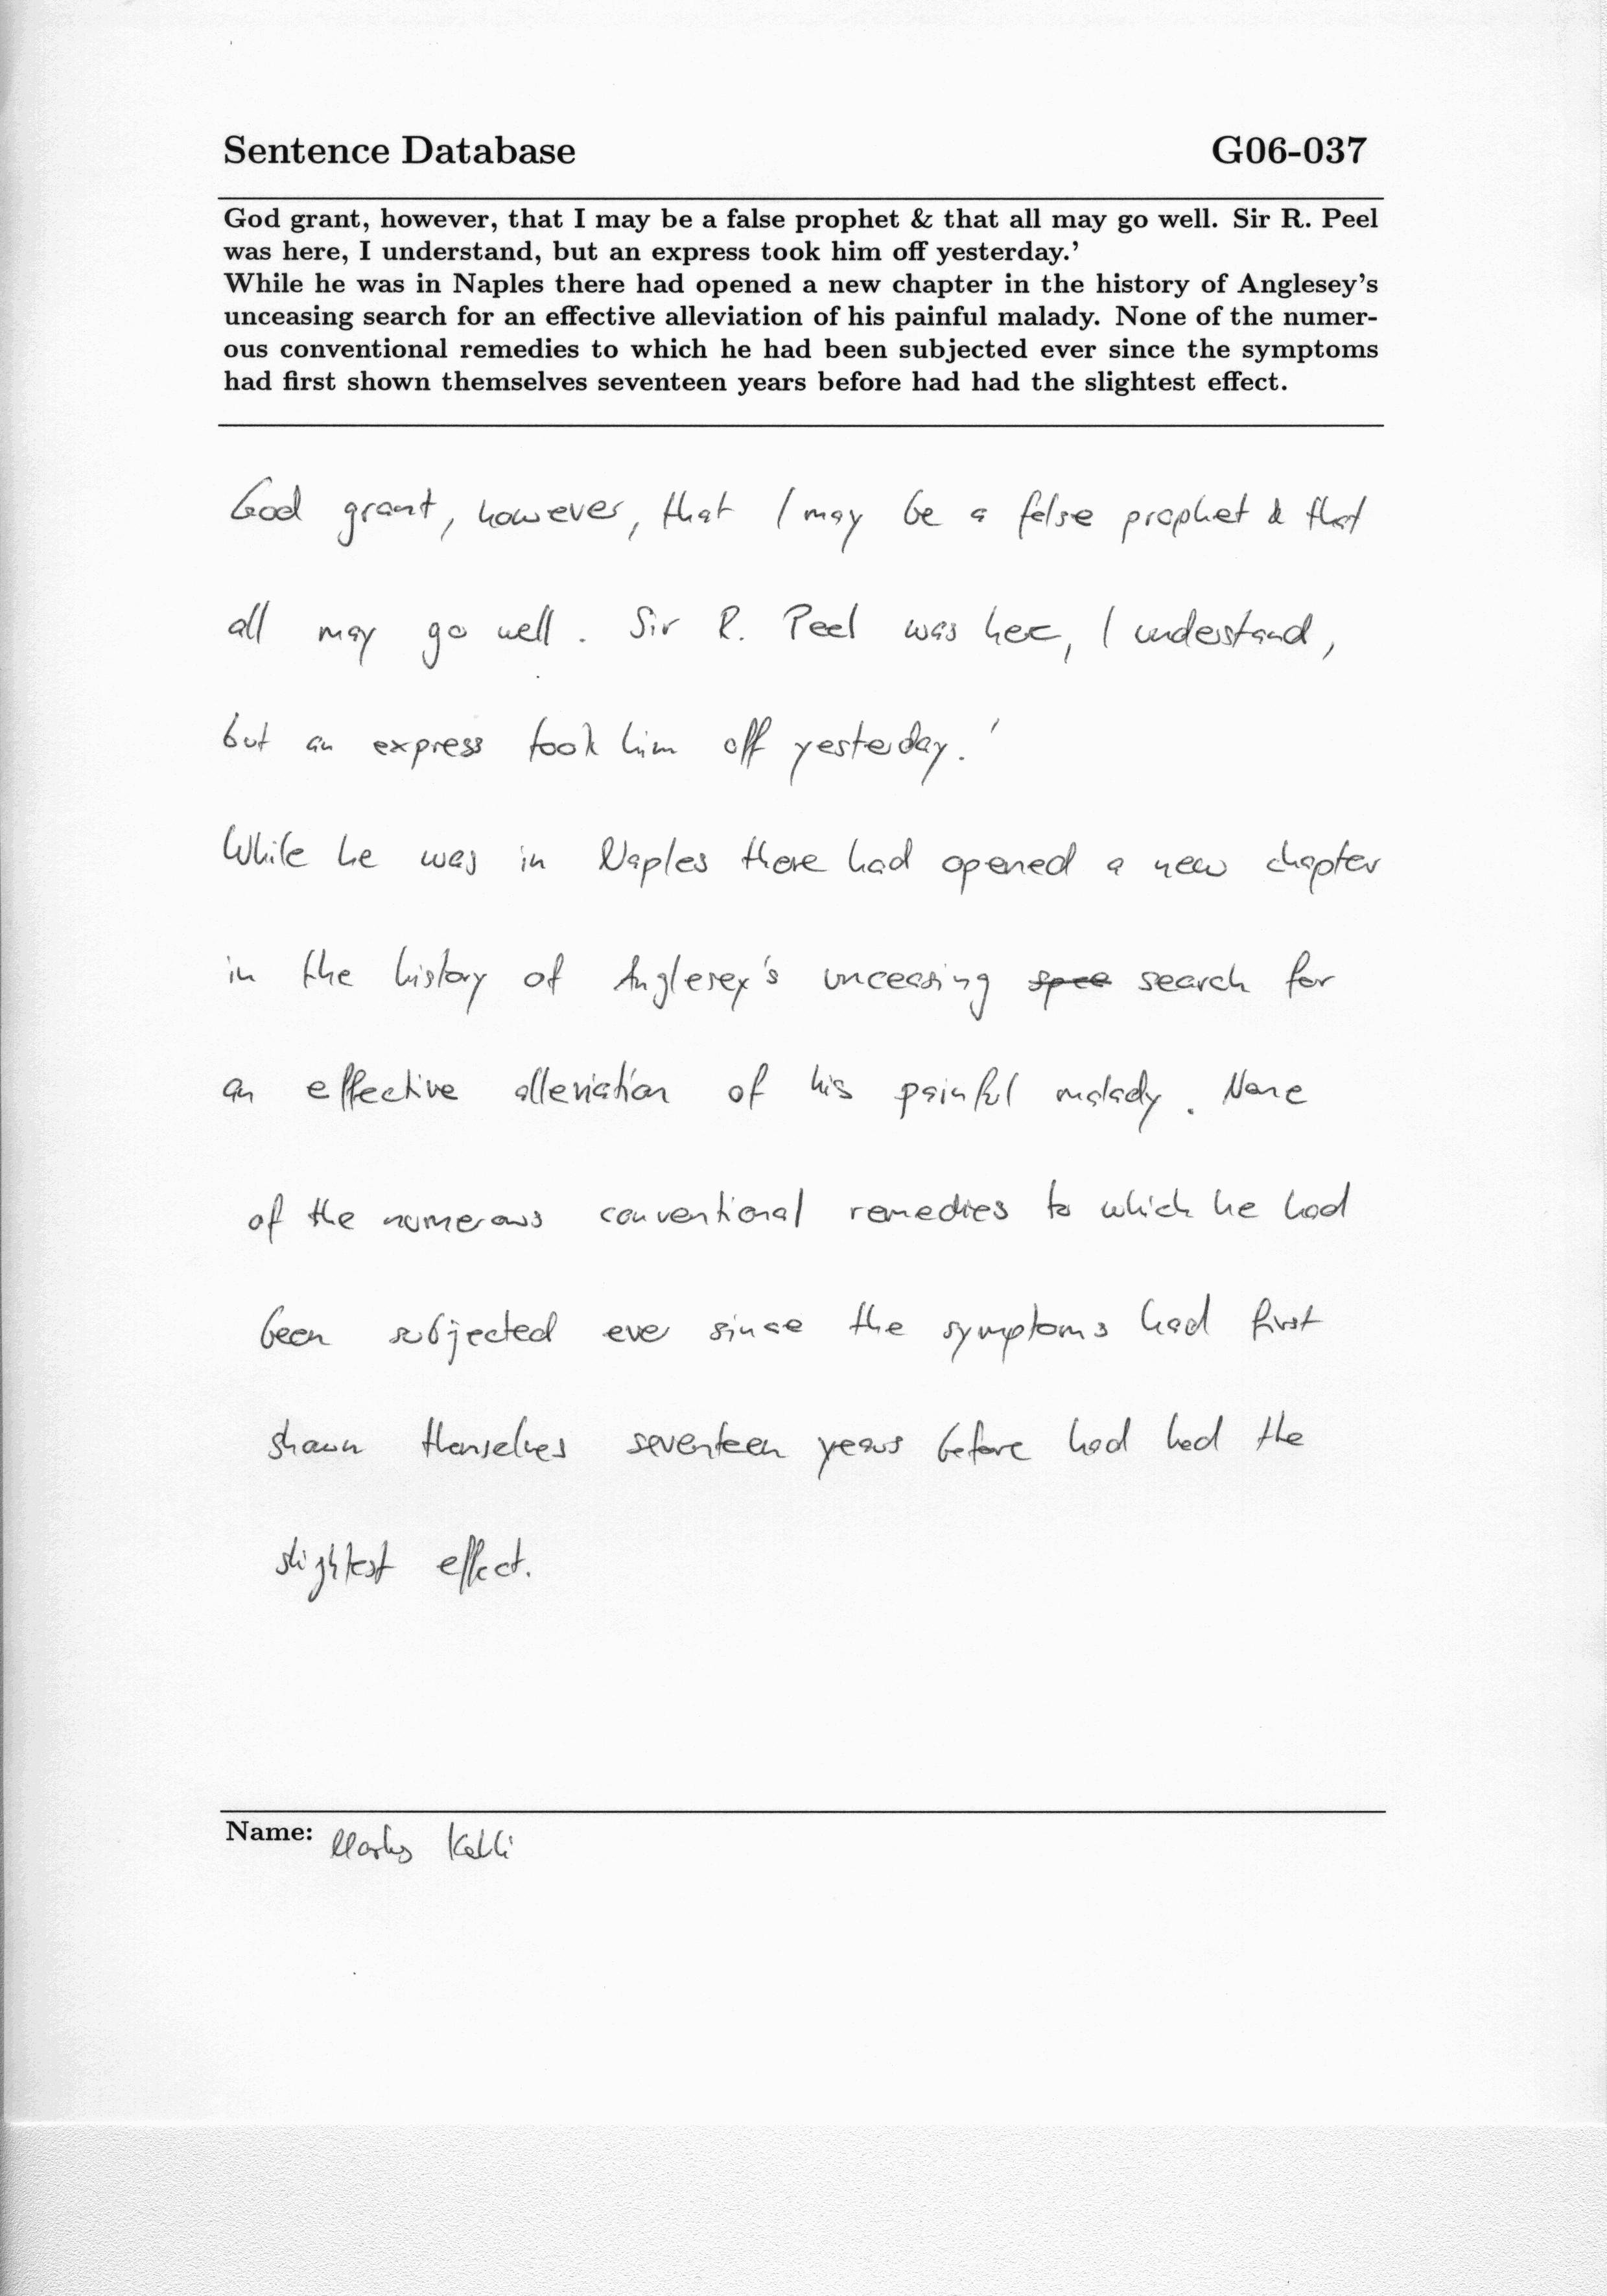 Sentence Database G06-037
God grant, however, that I may be a false prophet & that all may go well. Sir R. Peel
was here, I understand, but an express took him off yesterday.’
While he was in Naples there had opened a new chapter in the history of Anglesey’s
unceasing search for an effective alleviation of his painful malady. None of the numer-
ous conventional remedies to which he had been subjected ever since the symptoms
had first shown themselves seventeen years before had had the slightest effect.
God grant, however, that I may be a false prophet & that
all may go well. Sir R. Peel was here, I understand,
but an express took him off yesterday.'
While he was in Naples there had opened a new chapter
in the history of Anglesey's unceasing search for
an effective alleviation of his painful malady. None
of the numerous conventional remedies to which he had
been subjected ever since the symptoms had first
shown themselves seventeen years before had had the
slightest effect.
Name: